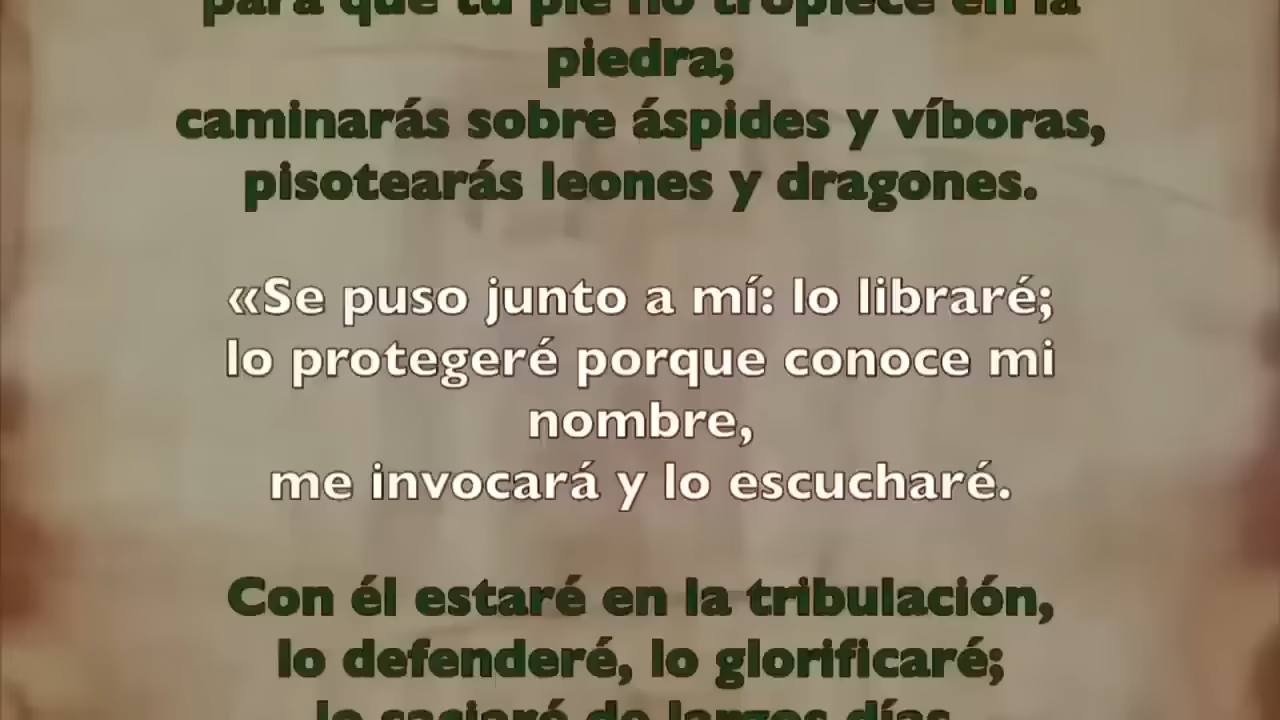 para que tu pie no tropiece en la
piedra;
caminarás sobre áspides y víboras,
pisotearás leones y dragones.
«Se puso junto a mí: lo libraré;
lo protegeré porque conoce mi
nombre,
me invocará y lo escucharé.
Con él estaré en la tribulación,
lo defenderé, lo glorificaré;
lo saciaré de largos días